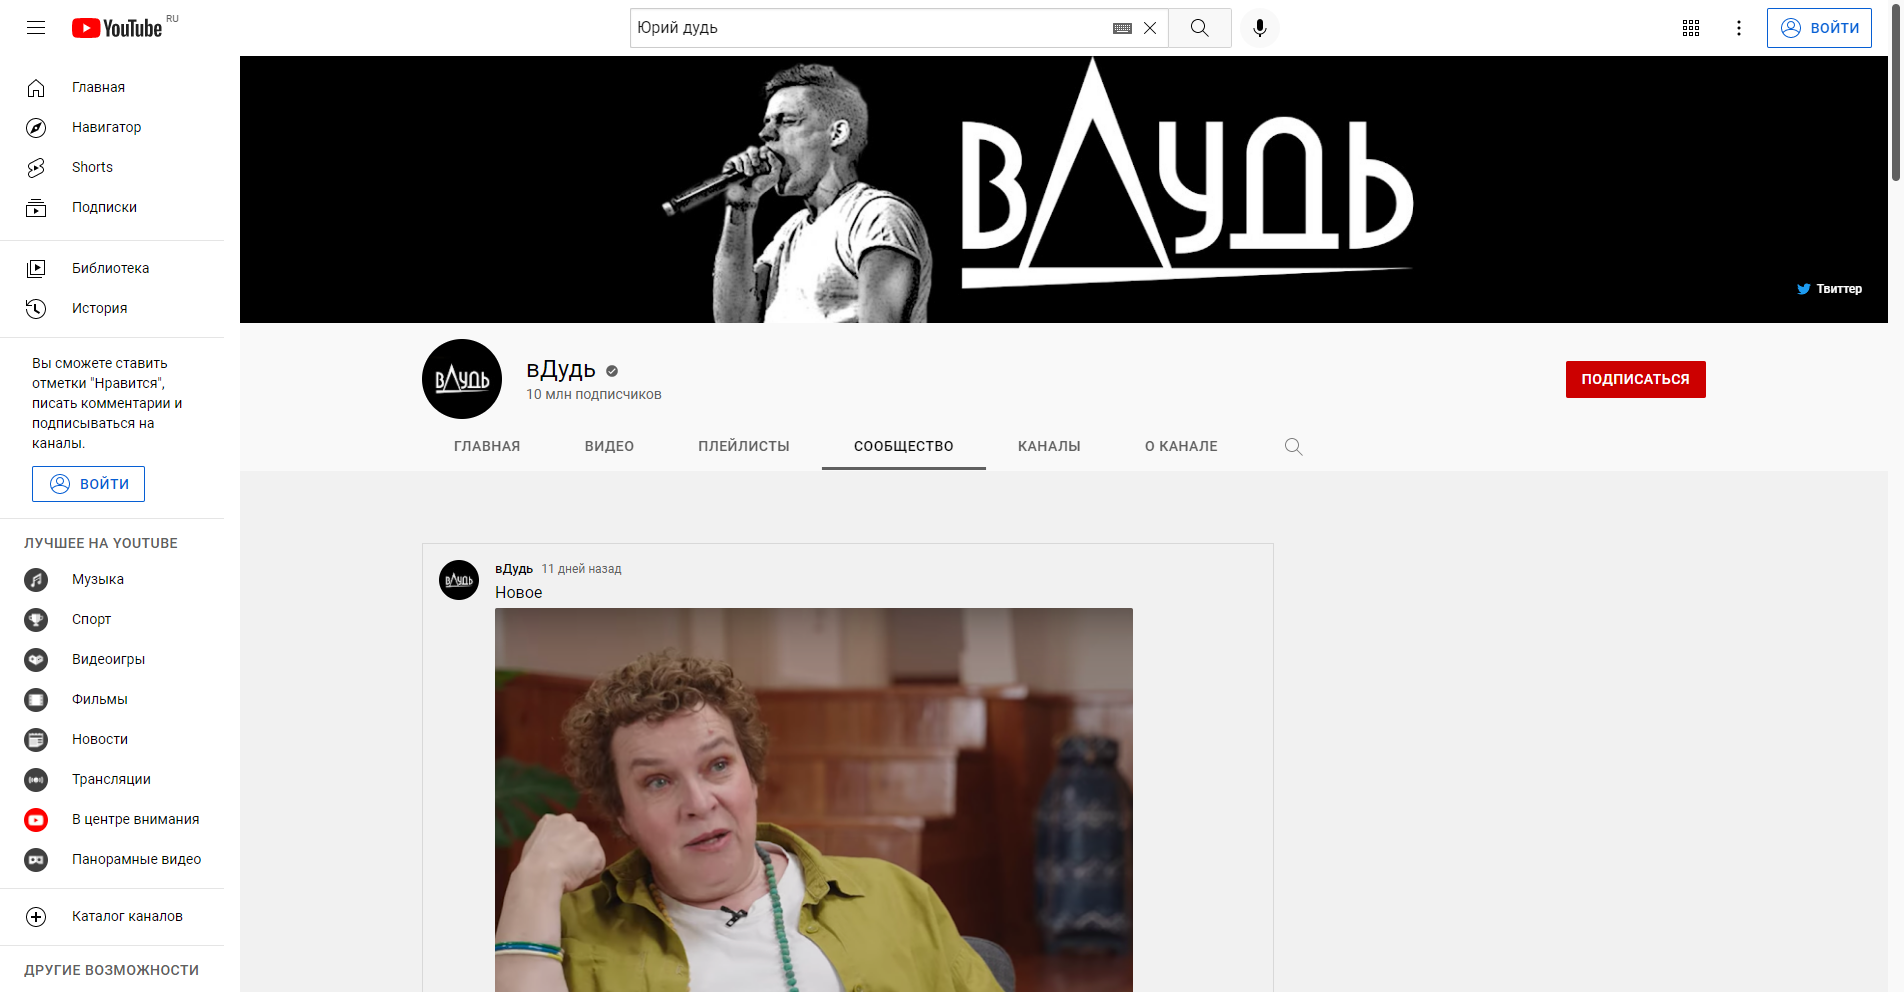 YouTube RU
Юрий дудь
ВОЙТИ
Главная
Навигатор
Shorts
Подписки
Библиотека
История
Вы сможете ставить
отметки "Нравится",
писать комментарии и
подписываться на
каналы.
ВОЙТИ
ЛУЧШЕЕ НА YOUTUBE
Музыка
Спорт
Видеоигры
Фильмы
Новости
Трансляции
В центре внимания
Панорамные видео
Каталог каналов
ДРУГИЕ ВОЗМОЖНОСТИ
вДудь
Твиттер
вДудь
вДудь
10 млн подписчиков
ПОДПИСАТЬСЯ
ГЛАВНАЯ ВИДЕО ПЛЕЙЛИСТЫ СООБЩЕСТВО КАНАЛЫ О КАНАЛЕ
вДудь
вДудь 11 дней назад
Новое